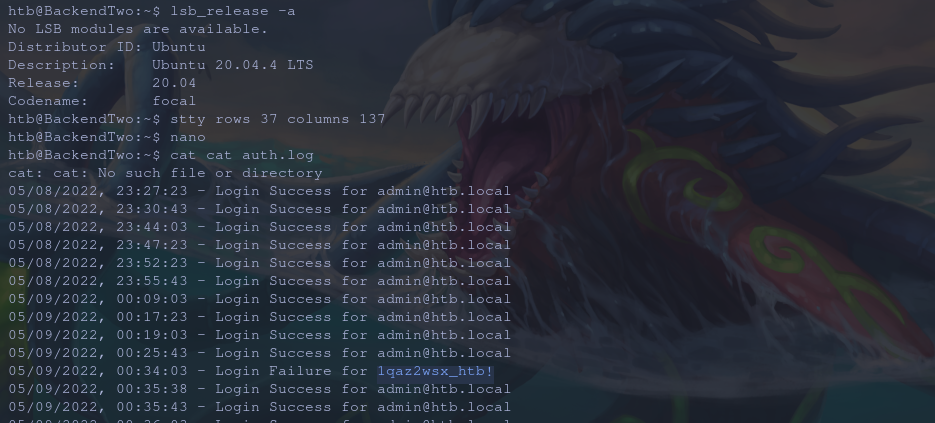 htb@BackendTwo:~$ lsb_release -a
No LSB modules are available.
Distributor ID: Ubuntu
Description:    Ubuntu 20.04.4 LTS
Release:        20.04
Codename:       focal
htb@BackendTwo:~$ stty rows 37 columns 137
htb@BackendTwo:~$ nano
htb@BackendTwo:~$ cat cat auth.log
cat: cat: No such file or directory
05/08/2022, 23:27:23 - Login Success for admin@htb.local
05/08/2022, 23:30:43 - Login Success for admin@htb.local
05/08/2022, 23:44:03 - Login Success for admin@htb.local
05/08/2022, 23:47:23 - Login Success for admin@htb.local
05/08/2022, 23:52:23 - Login Success for admin@htb.local
05/08/2022, 23:55:43 - Login Success for admin@htb.local
05/09/2022, 00:09:03 - Login Success for admin@htb.local
05/09/2022, 00:17:23 - Login Success for admin@htb.local
05/09/2022, 00:19:03 - Login Success for admin@htb.local
05/09/2022, 00:25:43 - Login Success for admin@htb.local
05/09/2022, 00:34:03 - Login Failure for 1qaz2wsx_htb!
05/09/2022, 00:35:38 - Login Success for admin@htb.local
05/09/2022, 00:35:43 - Login Success for admin@htb.local